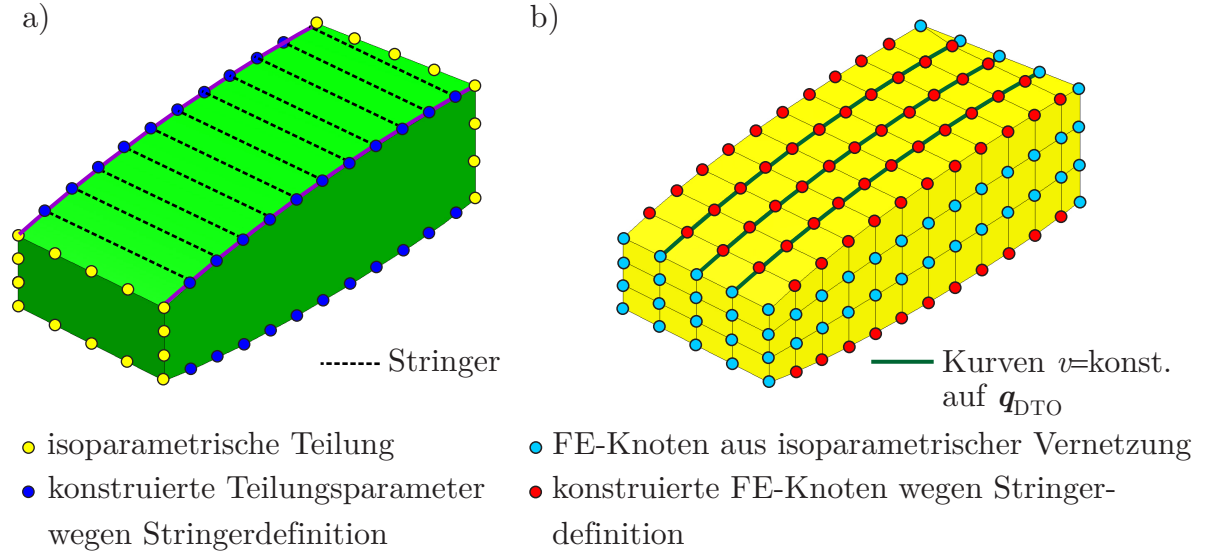 a)
b)
Stringer
Kurven v=konst.
auf q_DTO
isoparametrische Teilung
konstruierte Teilungsparameter
wegen Stringerdefinition
FE-Knoten aus isoparametrischer Vernetzung
konstruierte FE-Knoten wegen Stringer-
definition